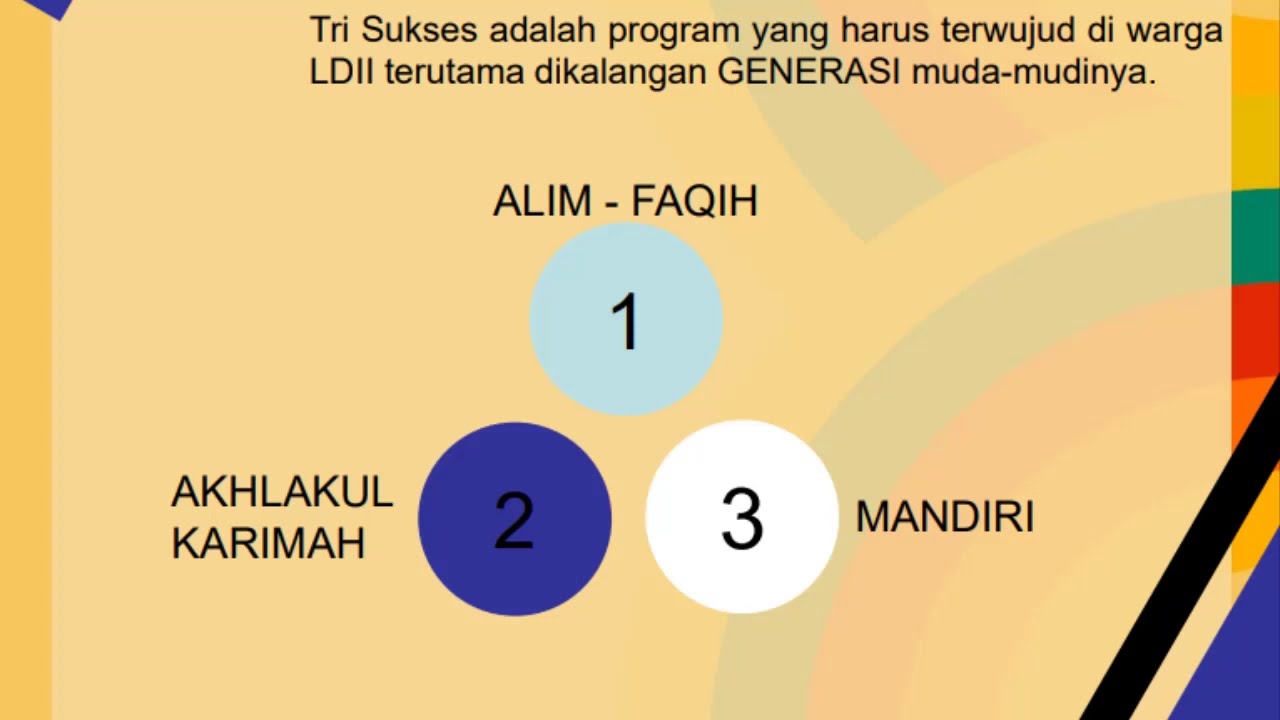 Tri Sukses adalah program yang harus terwujud di warga
LDII terutama dikalangan GENERASI muda-mudinya.
ALIM - FAQIH
1
AKHLAKUL
KARIMAH
2
3
MANDIRI